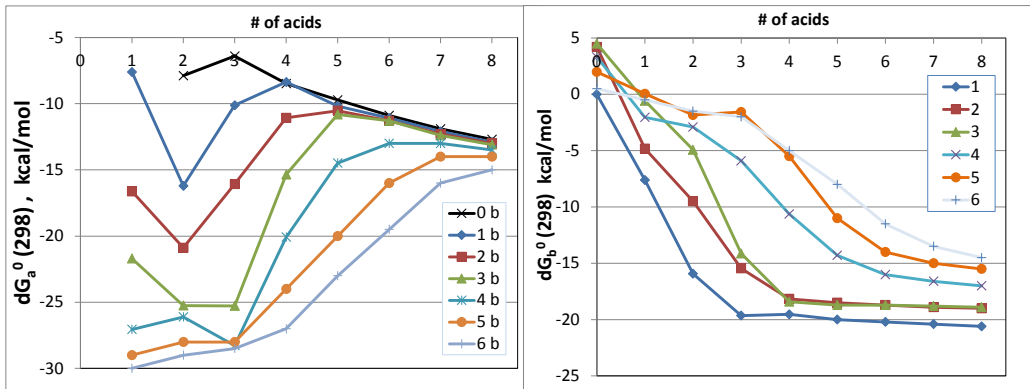 # of acids
-5
0 1 2 3 4 5 6 7 8
-10
-15
-20
-25
-30
dGa⁰ (298) , kcal/mol
0 b
1 b
2 b
3 b
4 b
5 b
6 b
# of acids
5
0 1 2 3 4 5 6 7 8
0
-5
-10
-15
-20
-25
dGb⁰ (298) kcal/mol
1
2
3
4
5
6